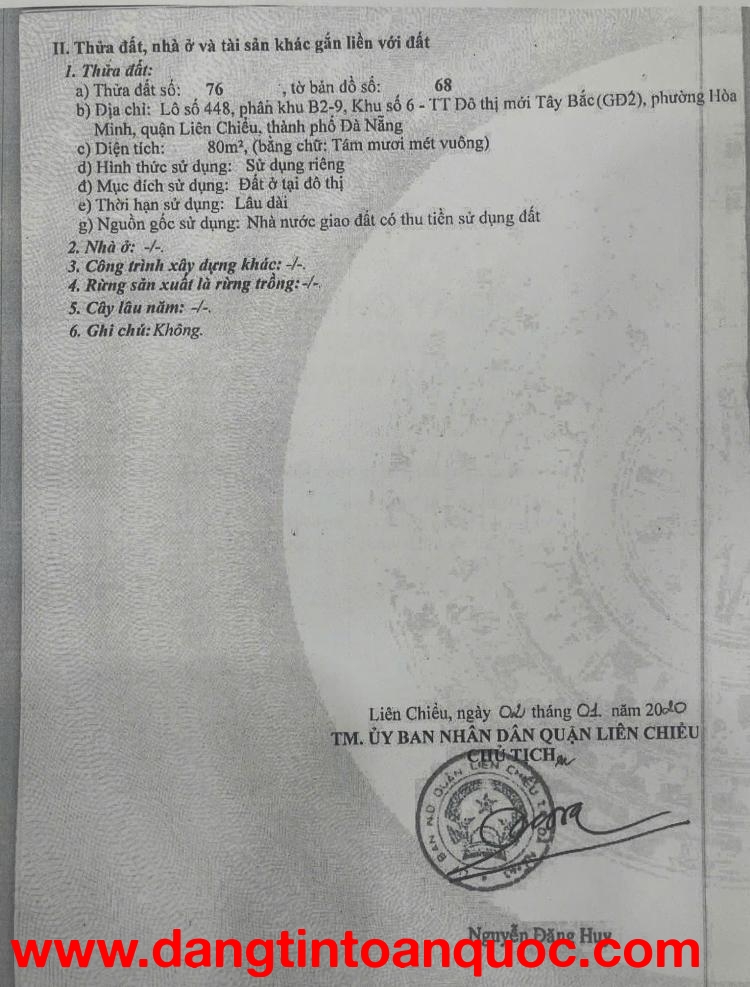 II. Thửa đất, nhà ở và tài sản khác gắn liền với đất
1. Thửa đất:
a) Thửa đất số: 76 , tờ bản đồ số: 68
b) Địa chỉ: Lô số 448, phân khu B2-9, Khu số 6 - TT Đô thị mới Tây Bắc(GĐ2), phường Hòa
Minh, quận Liên Chiểu, thành phố Đà Nẵng
c) Diện tích: 80m², (bằng chữ: Tám mươi mét vuông)
d) Hình thức sử dụng: Sử dụng riêng
đ) Mục đích sử dụng: Đất ở tại đô thị
e) Thời hạn sử dụng: Lâu dài
g) Nguồn gốc sử dụng: Nhà nước giao đất có thu tiền sử dụng đất
2. Nhà ở: -/-.
3. Công trình xây dựng khác: -/-.
4. Rừng sản xuất là rừng trồng: -/-.
5. Cây lâu năm: -/-.
6. Ghi chú: Không.
Liên Chiểu, ngày 02 tháng 01. năm 2020
TM. ỦY BAN NHÂN DÂN QUẬN LIÊN CHIỂU
CHỦ TỊCH
BAN N.D QUẬN LIÊN CHIỂU
Nguyễn Đăng Huy
www.dangtintoanquoc.com